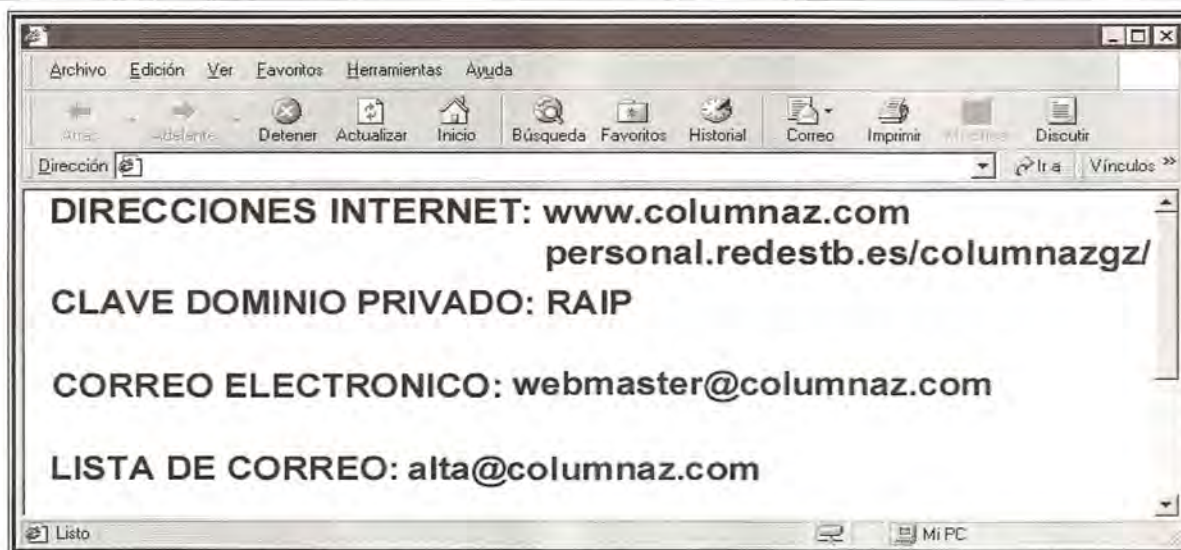 Archivo Edición Ver Favoritos Herramientas Ayuda
Atrás Adelante Detener Actualizar Inicio Búsqueda Favoritos Historial Correo Imprimir Discutir
Dirección Ir a Vínculos »
DIRECCIONES INTERNET: www.columnaz.com
personal.redestb.es/columnazgz/
CLAVE DOMINIO PRIVADO: RAIP
CORREO ELECTRONICO: webmaster@columnaz.com
LISTA DE CORREO: alta@columnaz.com
Listo Mi PC